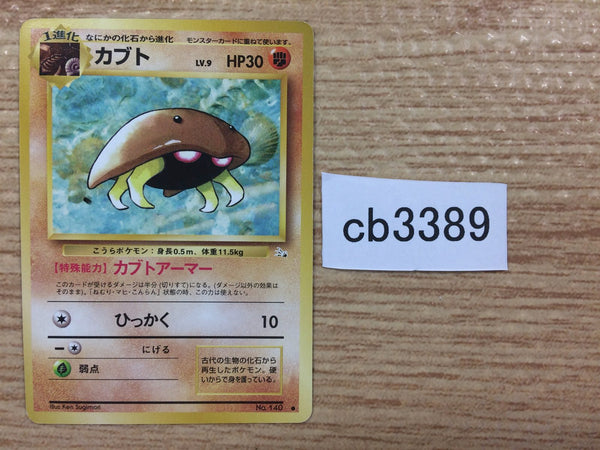 1進化
なにかの化石から進化
モンスターカードに重ねて使います。
カブト
LV.9 HP30
こうらポケモン：身長0.5m、体重11.5kg
【特殊能力】カブトアーマー
このカードが受けるダメージは半分（切りすて）になる。（ダメージ以外の効果は
そのまま）。「ねむり・マヒ・こんらん」状態の時、この力は使えない。
ひっかく 10
ー にげる
弱点
古代の生物の化石から
再生したポケモン。硬
いからで身を護っている。
Illus.Ken Sugimori
No.140 ●
cb3389